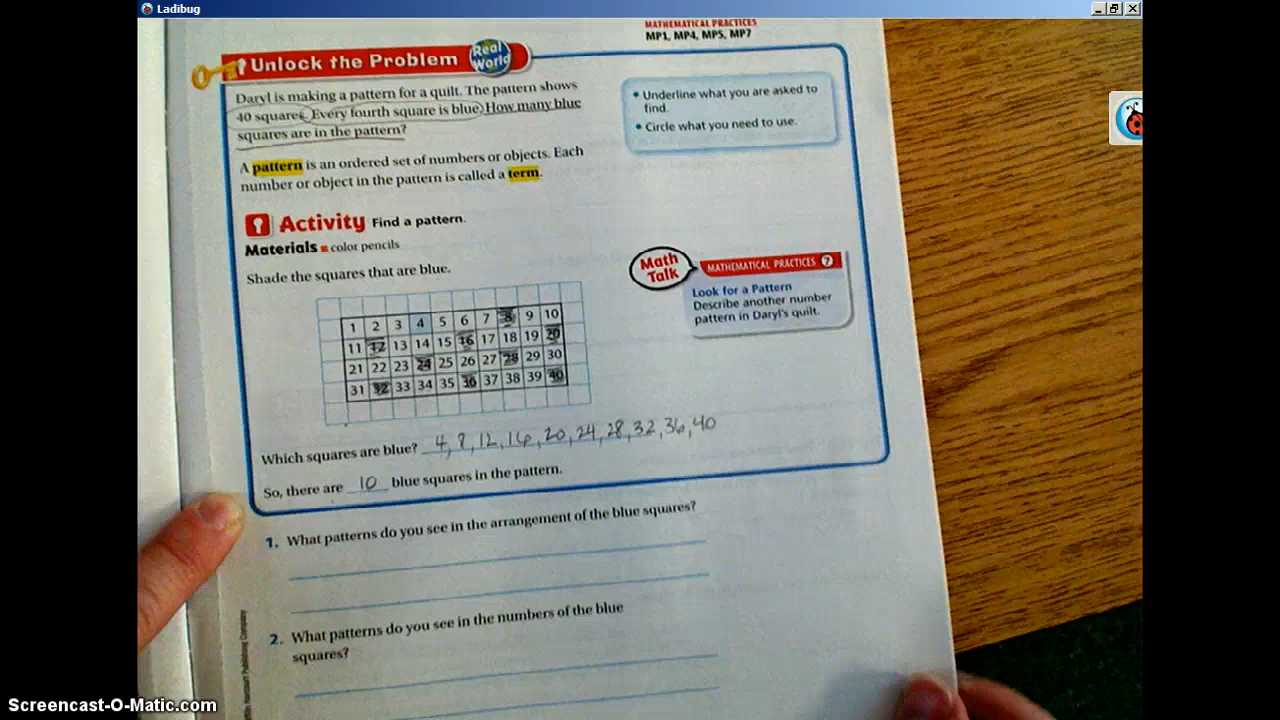 Ladibug
MATHEMATICAL PRACTICES
MP1, MP4, MP5, MP7
Unlock the Problem
Real World
Daryl is making a pattern for a quilt. The pattern shows
40 squares. Every fourth square is blue. How many blue
squares are in the pattern?
• Underline what you are asked to
find.
• Circle what you need to use.
A pattern is an ordered set of numbers or objects. Each
number or object in the pattern is called a term.
Activity Find a pattern.
Materials ■ color pencils
Shade the squares that are blue.
Math
Talk
MATHEMATICAL PRACTICES 7
Look for a Pattern
Describe another number
pattern in Daryl's quilt.
1 2 3 4 5 6 7 8 9 10
11 12 13 14 15 16 17 18 19 20
21 22 23 24 25 26 27 28 29 30
31 32 33 34 35 36 37 38 39 40
Which squares are blue? 4, 8, 12, 16, 20, 24, 28, 32, 36, 40
So, there are 10 blue squares in the pattern.
1. What patterns do you see in the arrangement of the blue squares?
2. What patterns do you see in the numbers of the blue
squares?
Harcourt Publishing Company
Screencast-O-Matic.com